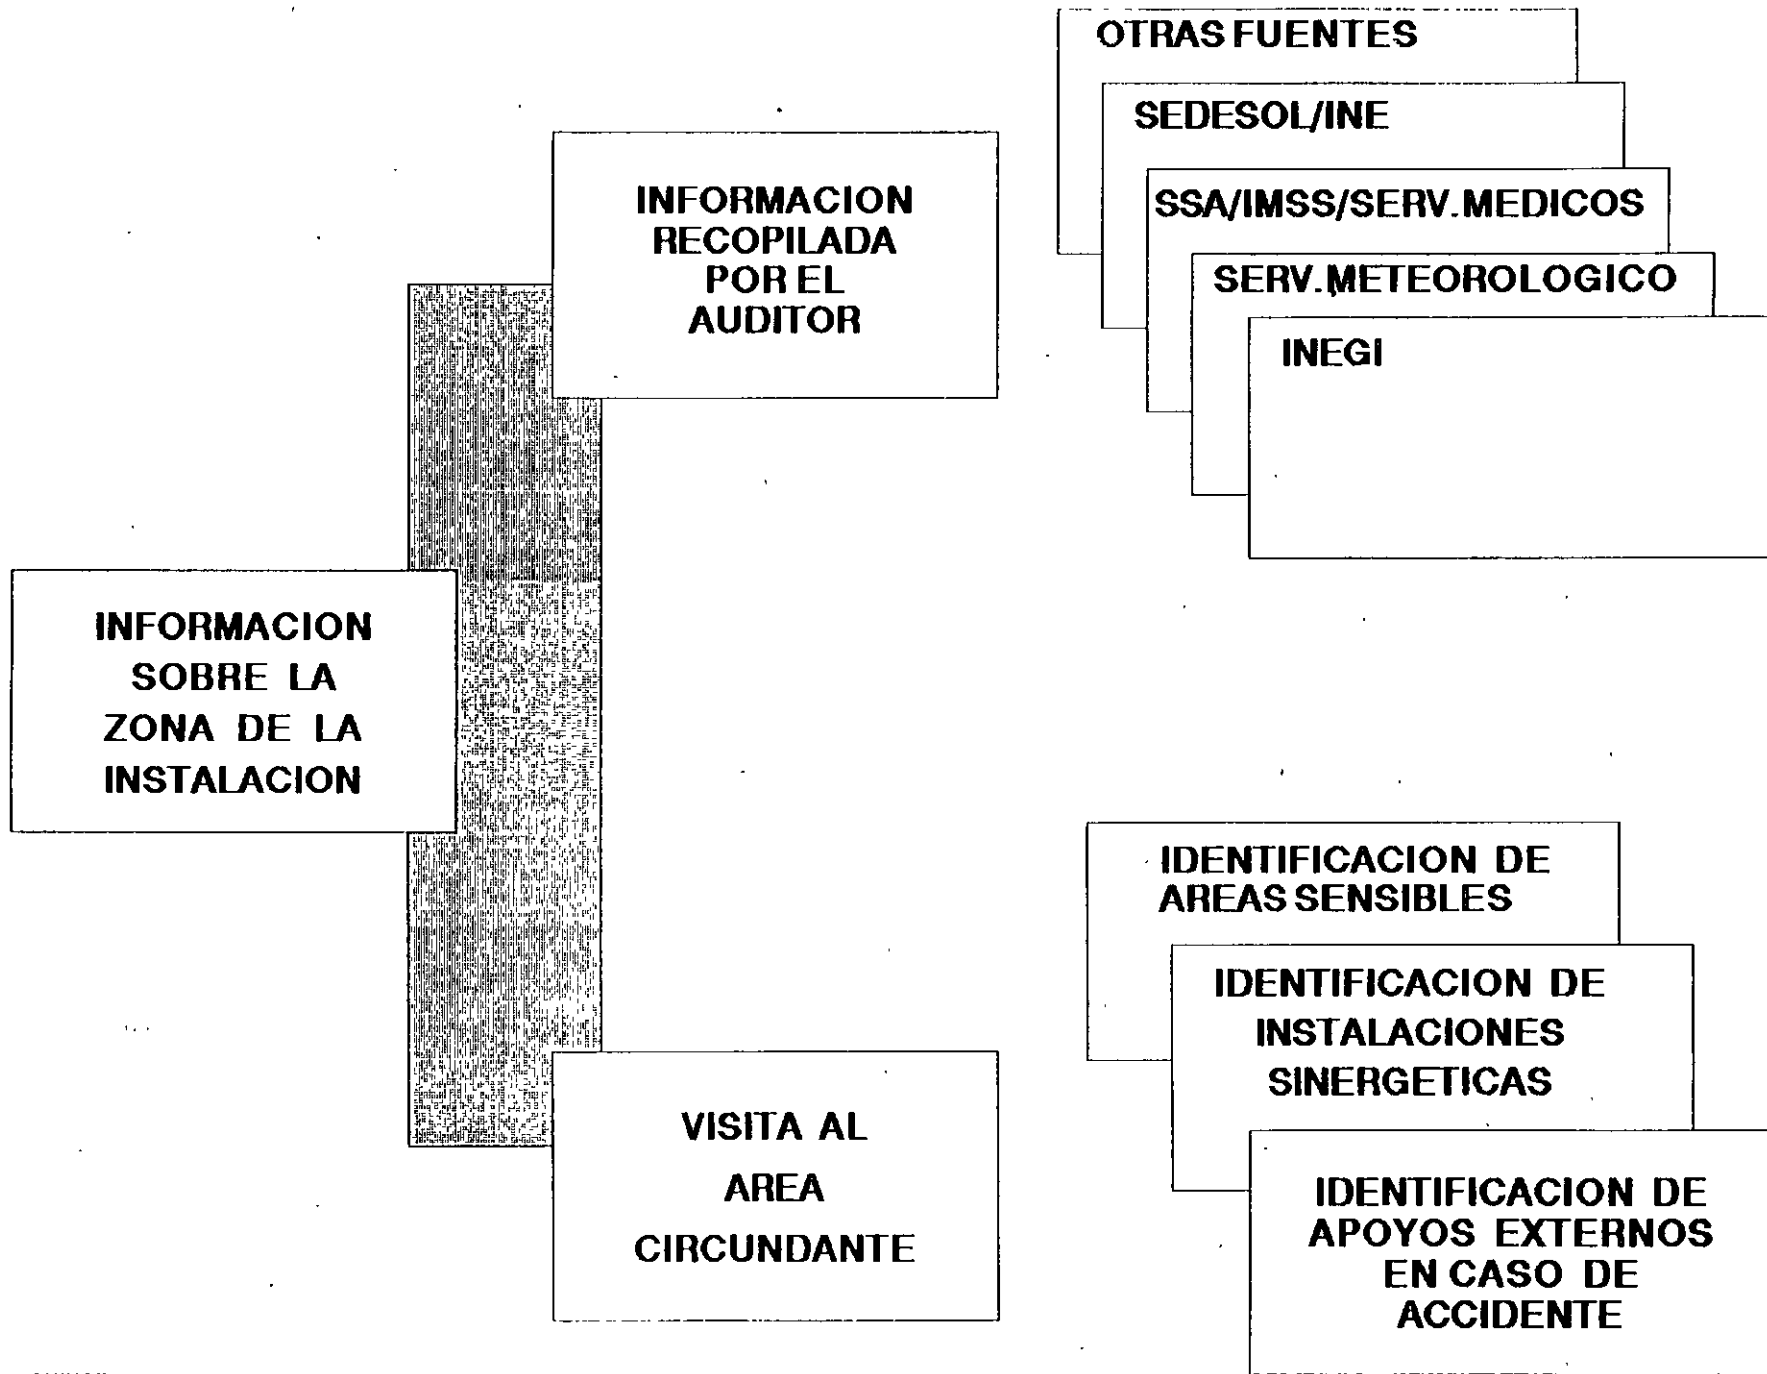 OTRAS FUENTES
SEDESOL/INE
SSA/IMSS/SERV.MEDICOS
SERV.METEOROLOGICO
INEGI
INFORMACION
RECOPILADA
POR EL
AUDITOR
INFORMACION
SOBRE LA
ZONA DE LA
INSTALACION
VISITA AL
AREA
CIRCUNDANTE
IDENTIFICACION DE
AREAS SENSIBLES
IDENTIFICACION DE
INSTALACIONES
SINERGETICAS
IDENTIFICACION DE
APOYOS EXTERNOS
EN CASO DE
ACCIDENTE